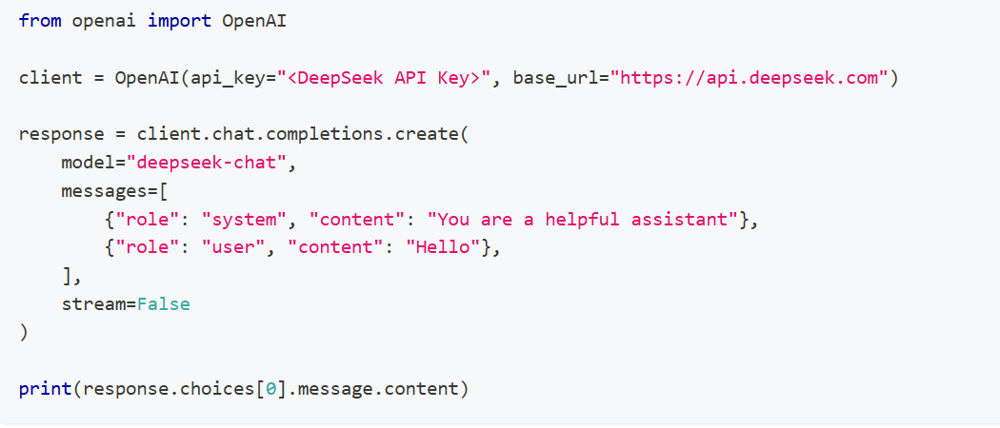 from openai import OpenAI
client = OpenAI(api_key="<DeepSeek API Key>", base_url="https://api.deepseek.com")
response = client.chat.completions.create(
    model="deepseek-chat",
    messages=[
        {"role": "system", "content": "You are a helpful assistant"},
        {"role": "user", "content": "Hello"},
    ],
    stream=False
)
print(response.choices[0].message.content)